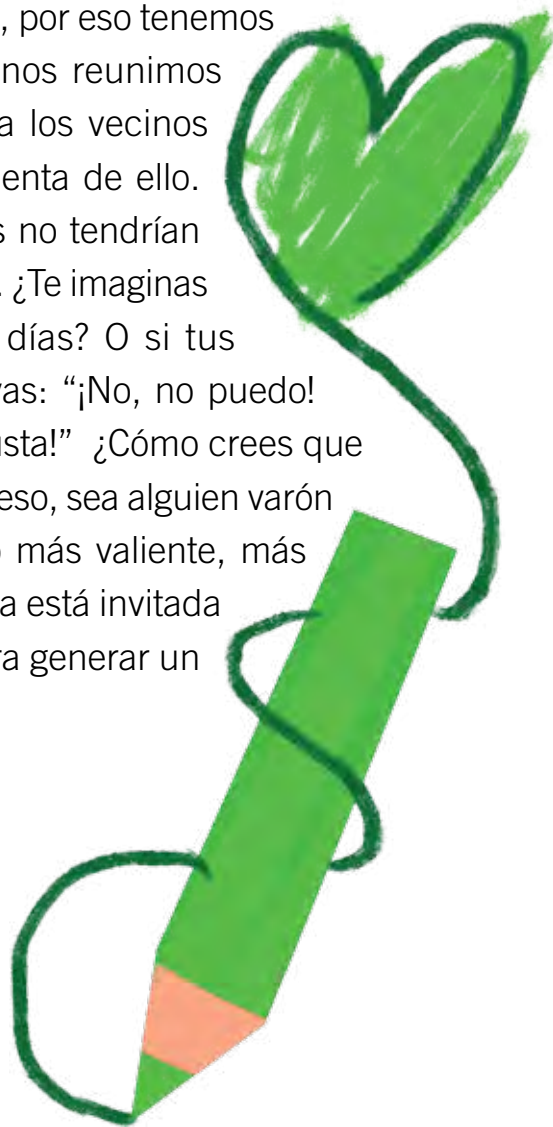 , por eso tenemos
nos reunimos
a los vecinos
enta de ello.
s no tendrían
. ¿Te imaginas
días? O si tus
vas: “¡No, no puedo!
usta!” ¿Cómo crees que
eso, sea alguien varón
o más valiente, más
a está invitada
ra generar un